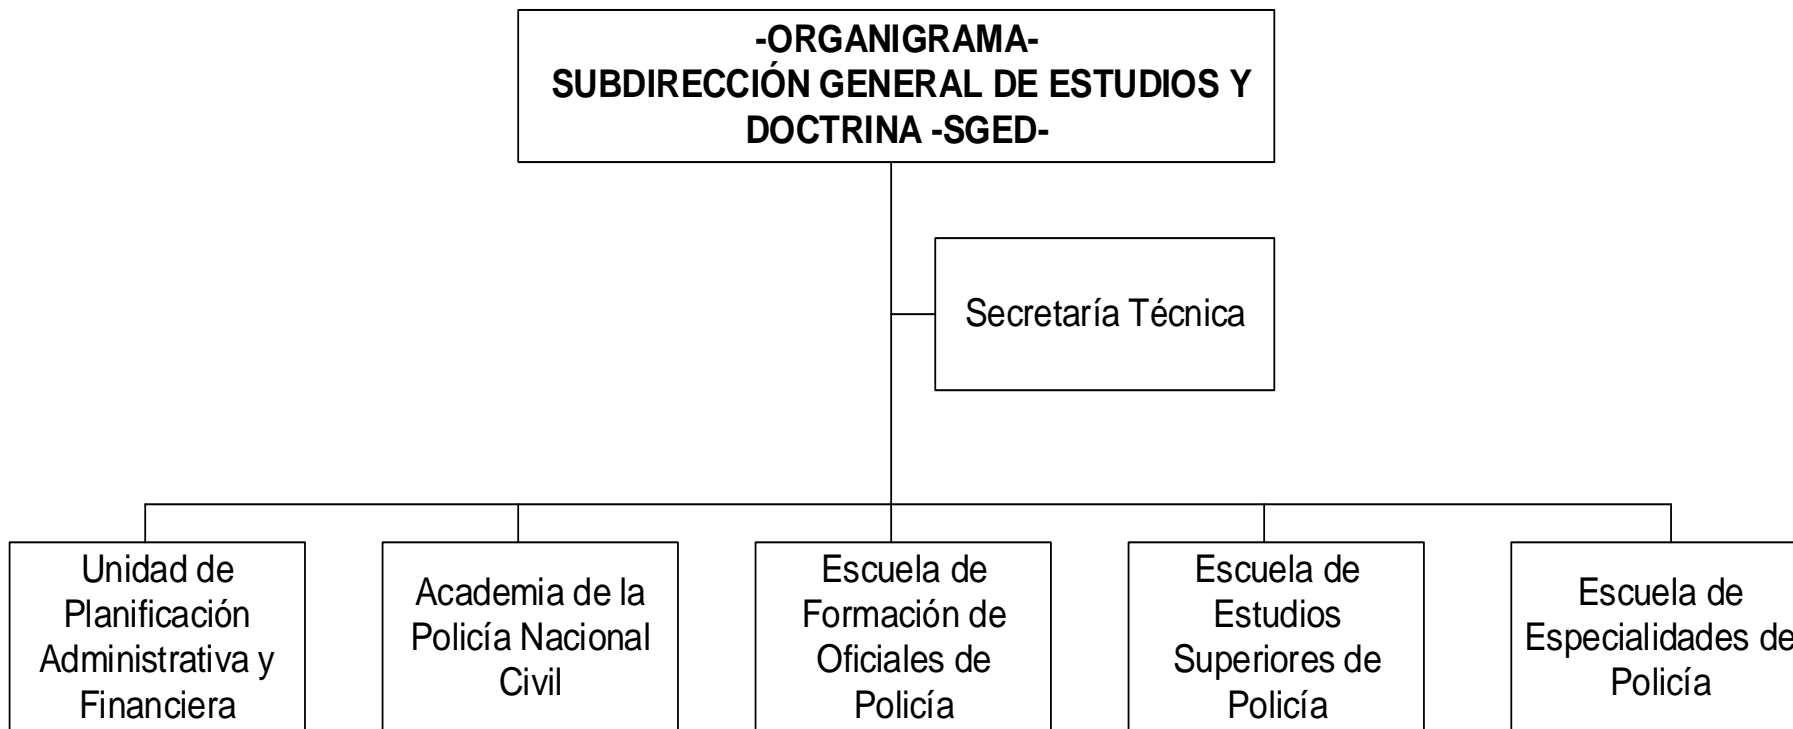 -ORGANIGRAMA-
SUBDIRECCIÓN GENERAL DE ESTUDIOS Y
DOCTRINA -SGED-
Secretaría Técnica
Unidad de
Planificación
Administrativa y
Financiera
Academia de la
Policía Nacional
Civil
Escuela de
Formación de
Oficiales de
Policía
Escuela de
Estudios
Superiores de
Policía
Escuela de
Especialidades de
Policía